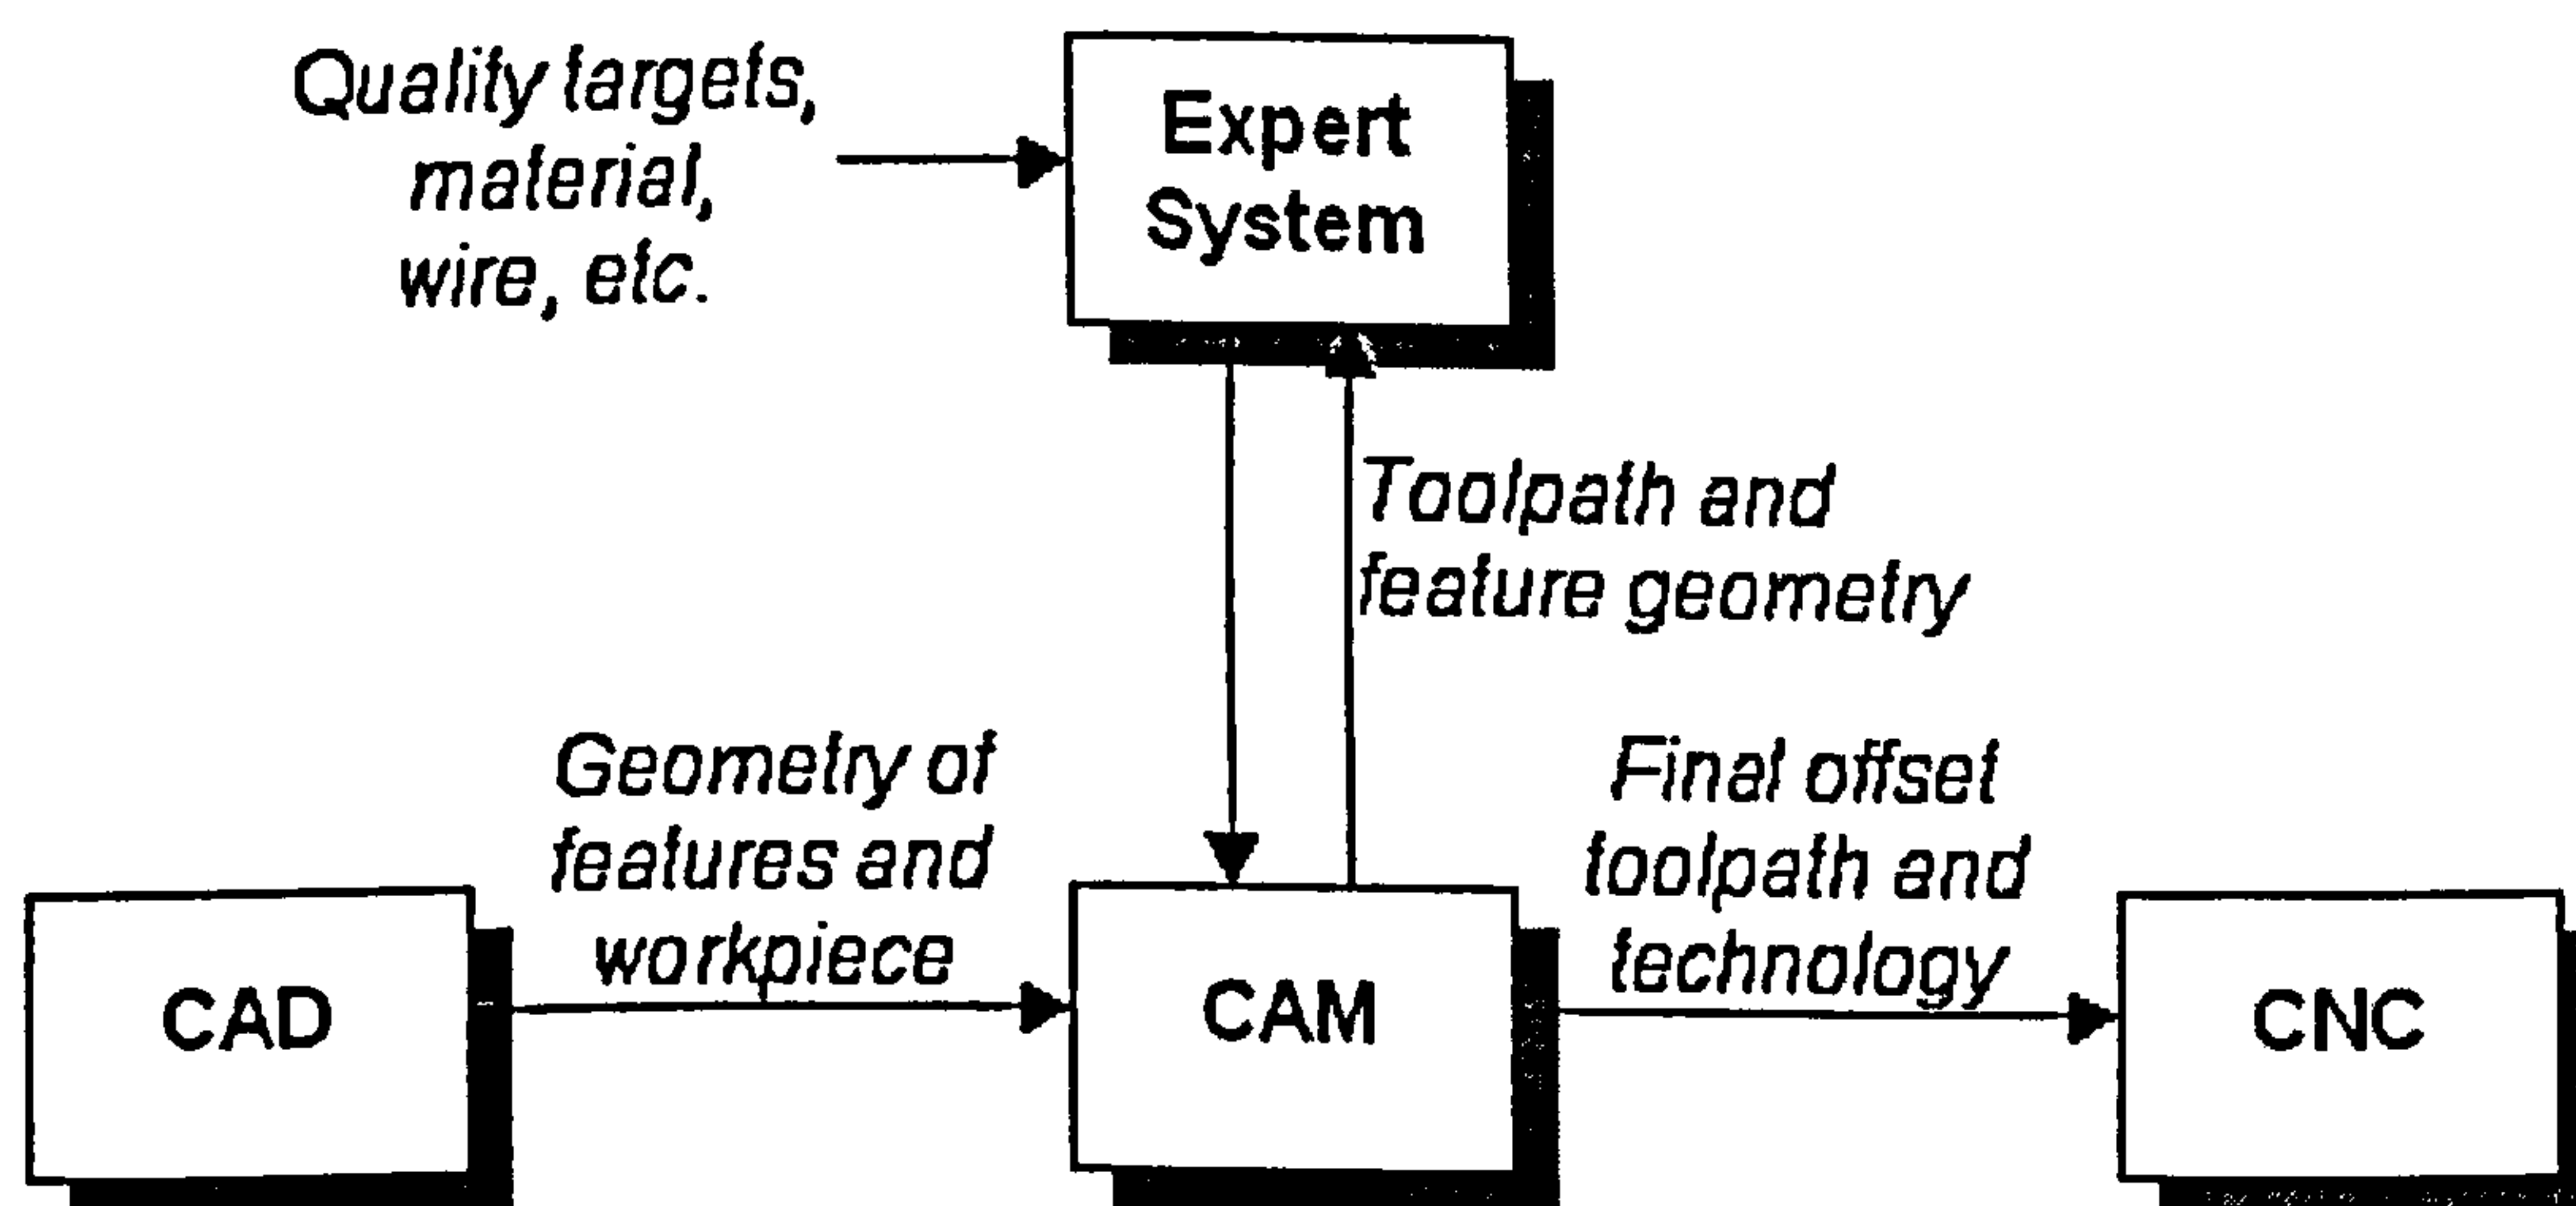 Quality targets,
material,
wire, etc.
Expert
System
Toolpath and
feature geometry
Geometry of
features and
workpiece
Final offset
toolpath and
technology
CAD
CAM
CNC